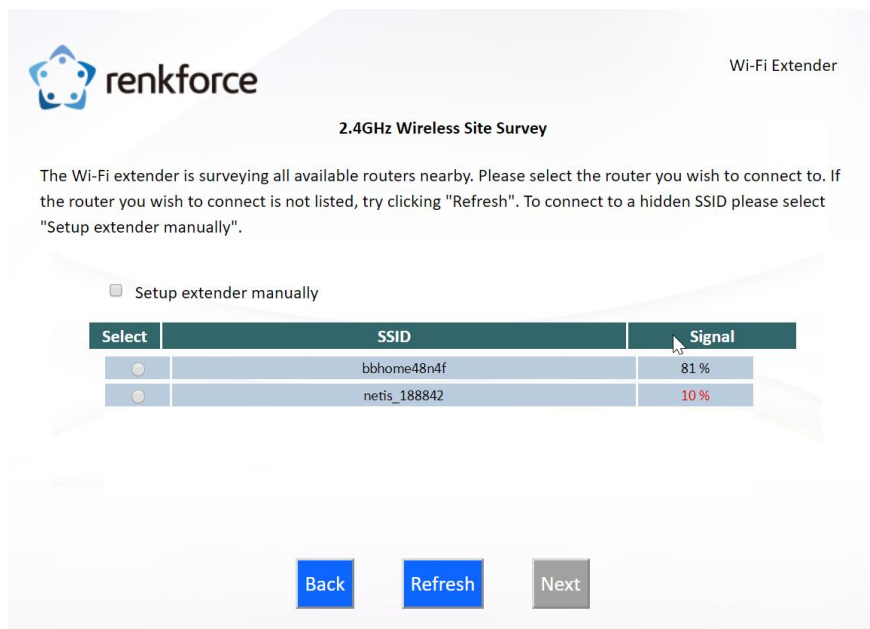 renkforce
Wi-Fi Extender
2.4GHz Wireless Site Survey
The Wi-Fi extender is surveying all available routers nearby. Please select the router you wish to connect to. If
the router you wish to connect is not listed, try clicking "Refresh". To connect to a hidden SSID please select
"Setup extender manually".
Setup extender manually
Select SSID Signal
bbhome48n4f 81 %
netis_188842 10 %
Back Refresh Next